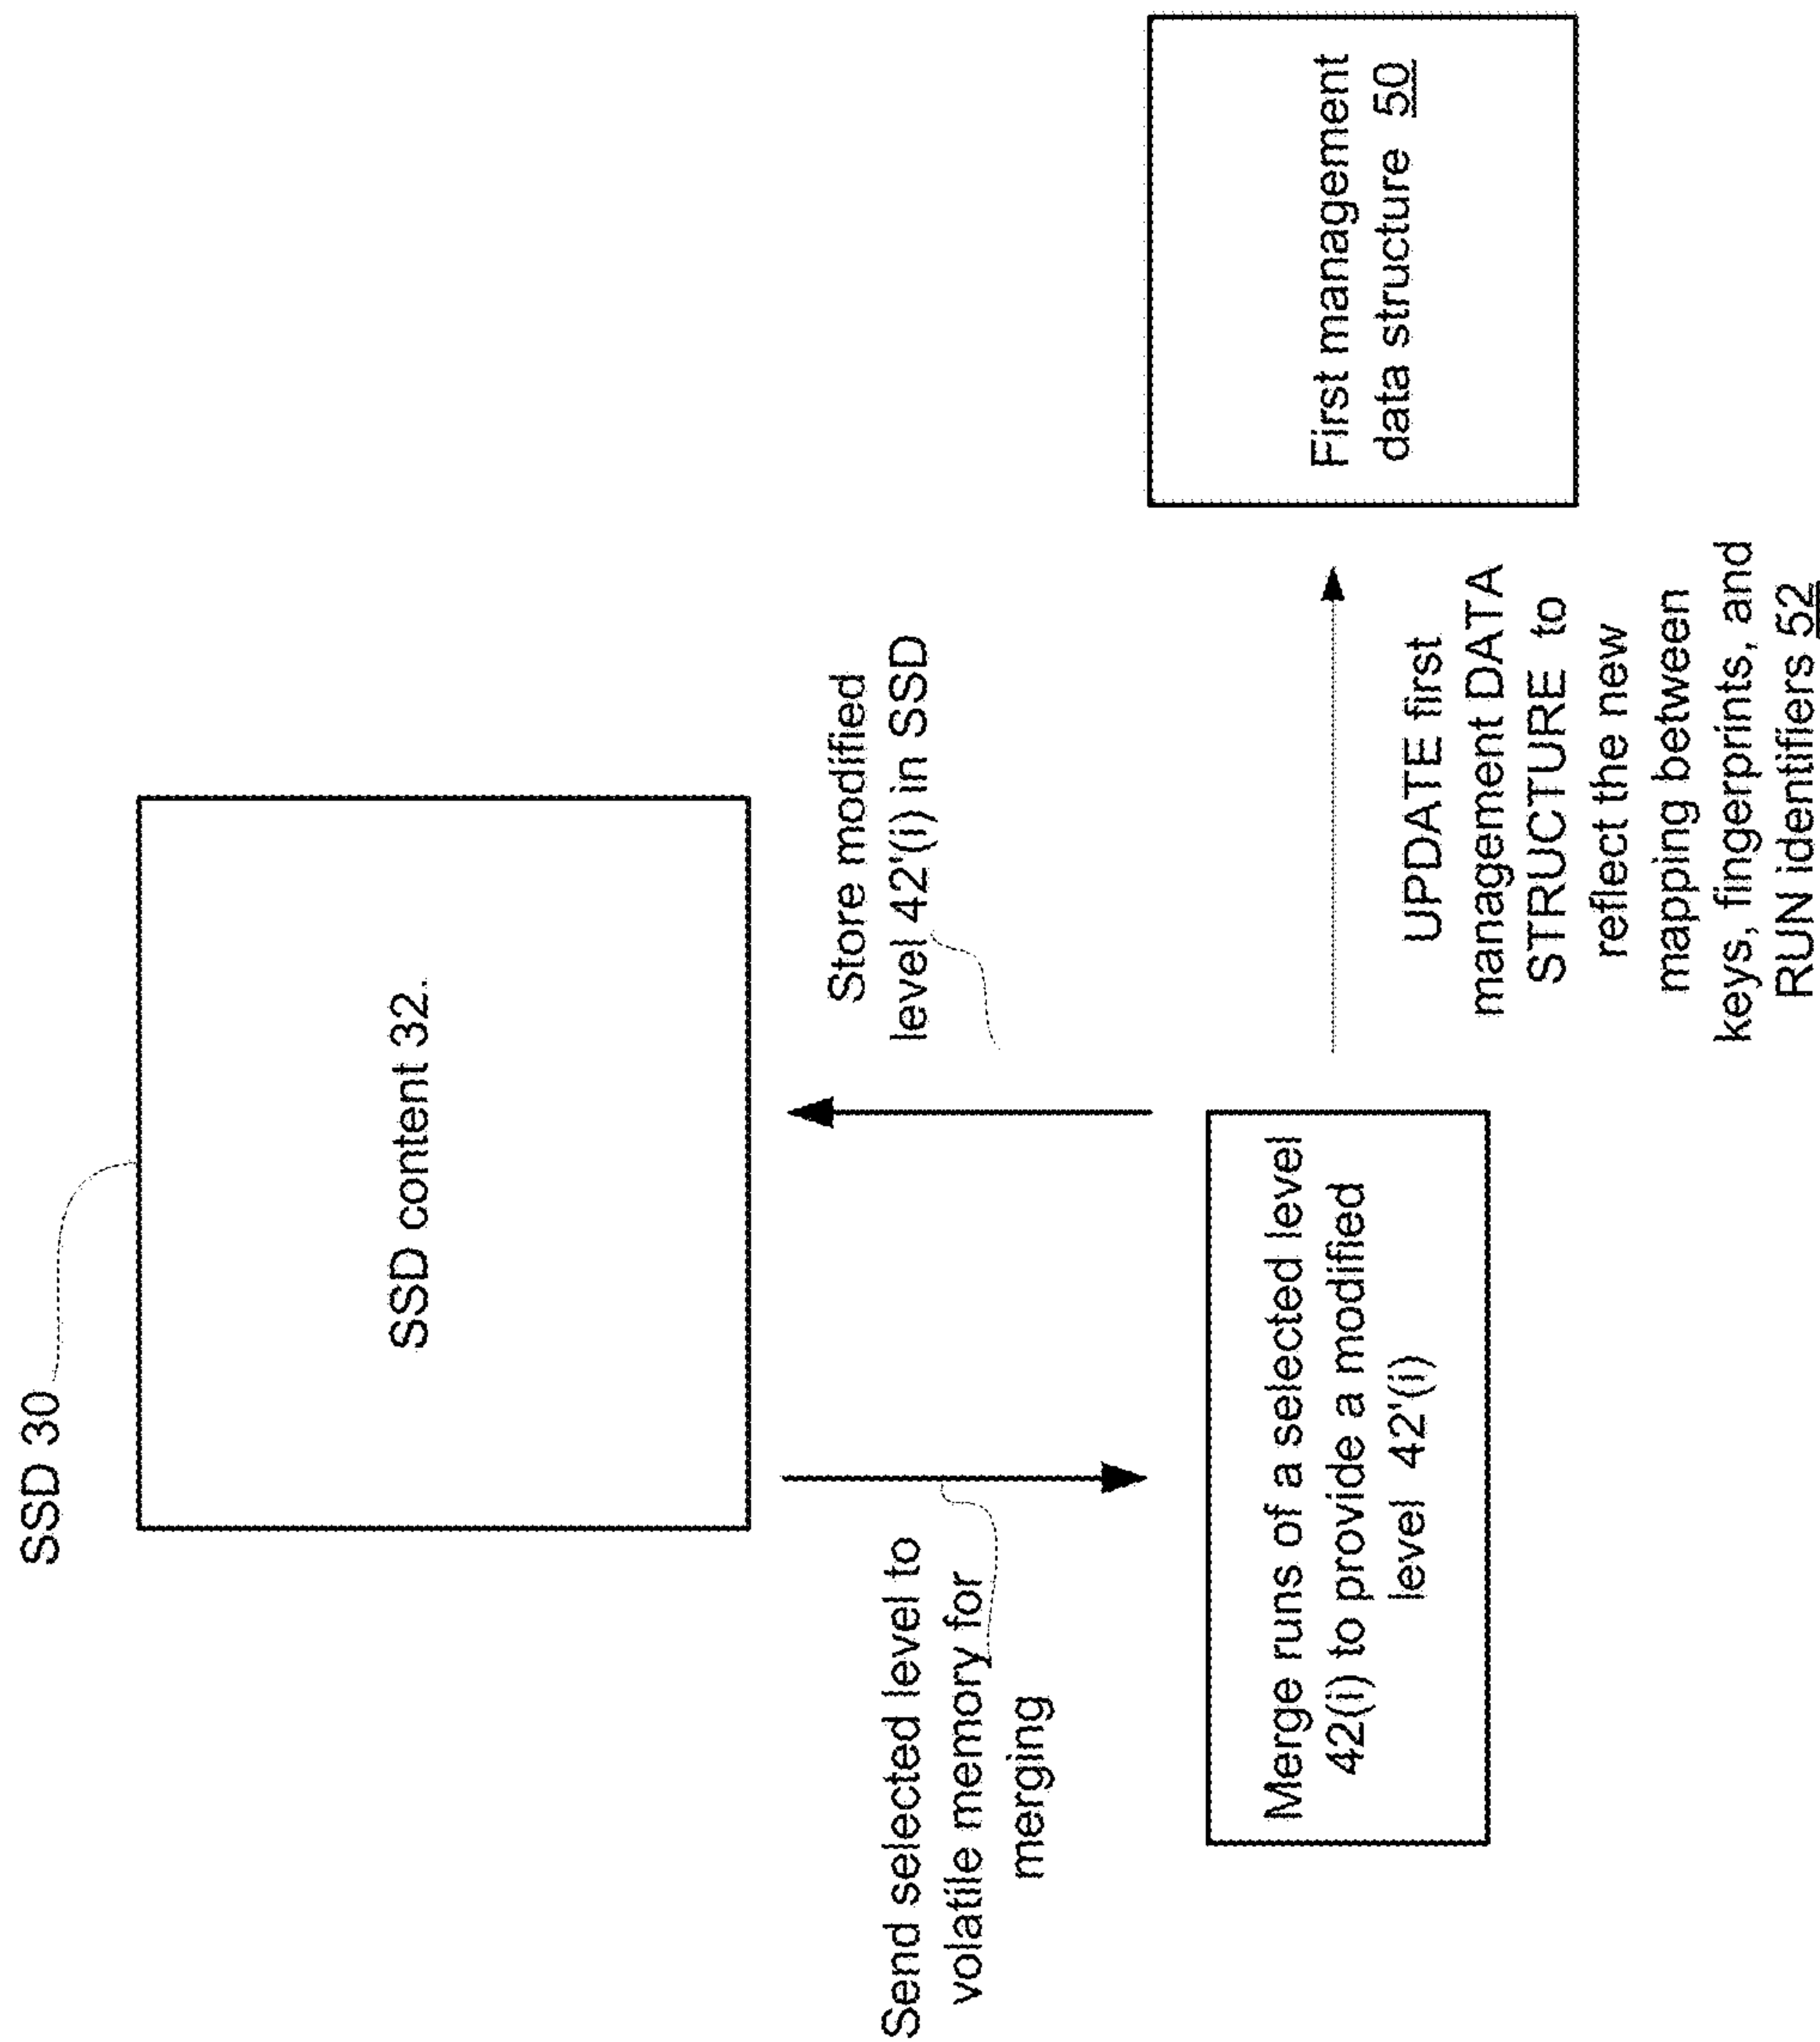 SSD 30
SSD content 32.
Send selected level to
volatile memory for
merging
Store modified
level 42'(i) in SSD
Merge runs of a selected level
42(i) to provide a modified
level 42'(i)
UPDATE first
management DATA
STRUCTURE to
reflect the new
mapping between
keys, fingerprints, and
RUN identifiers 52
First management
data structure 50